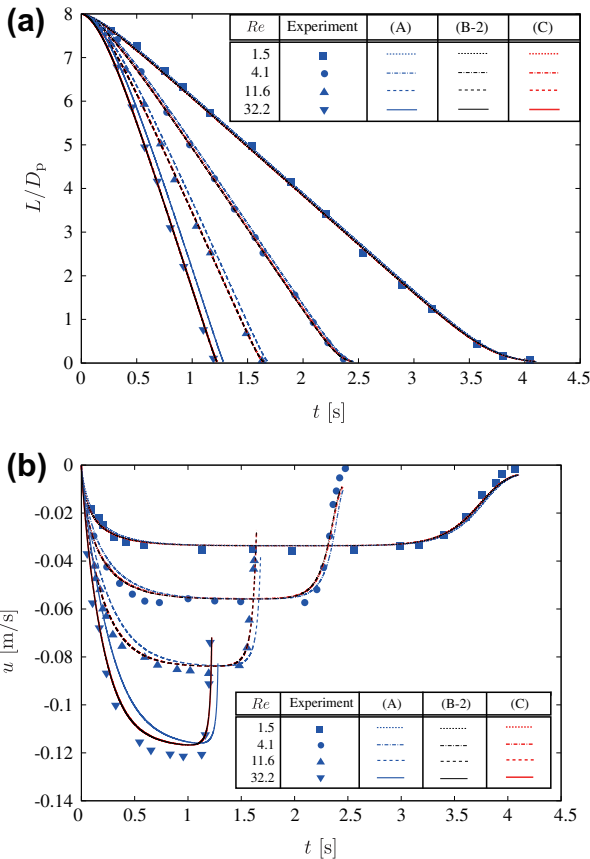 (a)
8
7
6
5
4
3
2
1
0
L/Dp
0 0.5 1 1.5 2 2.5 3 3.5 4 4.5
t [s]
Re Experiment (A) (B-2) (C)
1.5
4.1
11.6
32.2
(b)
0
-0.02
-0.04
-0.06
-0.08
-0.1
-0.12
-0.14
u [m/s]
0 0.5 1 1.5 2 2.5 3 3.5 4 4.5
t [s]
Re Experiment (A) (B-2) (C)
1.5
4.1
11.6
32.2